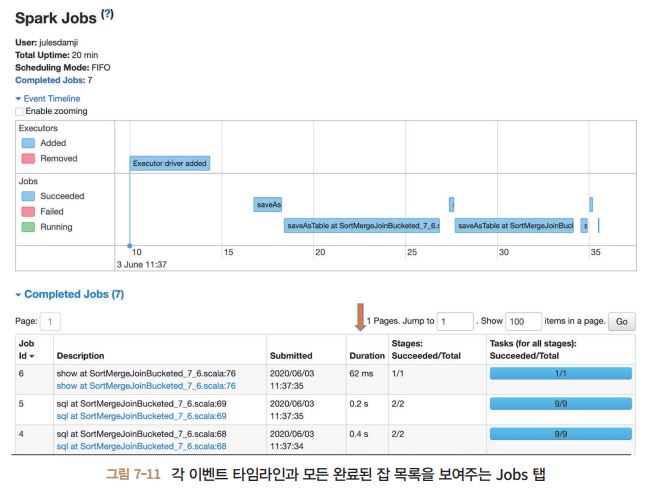 Spark Jobs (?)
User: julesdamji
Total Uptime: 20 min
Scheduling Mode: FIFO
Completed Jobs: 7
Event Timeline
Enable zooming
Executors
Added
Removed
Executor driver added
Jobs
Succeeded
Failed
Running
saveAs
saveAsTable at SortMergeJoinBucketed_7_6.s
saveAsTable at SortMergeJoinBucl
s
10 15 20 25 30 35
3 June 11:37
Completed Jobs (7)
Page: 1
1 Pages. Jump to 1 . Show 100 items in a page. Go
Job Id Description Submitted Duration Stages: Succeeded/Total Tasks (for all stages): Succeeded/Total
6 show at SortMergeJoinBucketed_7_6.scala:76 2020/06/03 62 ms 1/1 1/1
show at SortMergeJoinBucketed_7_6.scala:76 11:37:35
5 sql at SortMergeJoinBucketed_7_6.scala:69 2020/06/03 0.2 s 2/2 9/9
sql at SortMergeJoinBucketed_7_6.scala:69 11:37:35
4 sql at SortMergeJoinBucketed_7_6.scala:68 2020/06/03 0.4 s 2/2 9/9
sql at SortMergeJoinBucketed_7_6.scala:68 11:37:34
그림 7-11 각 이벤트 타임라인과 모든 완료된 잡 목록을 보여주는 Jobs 탭